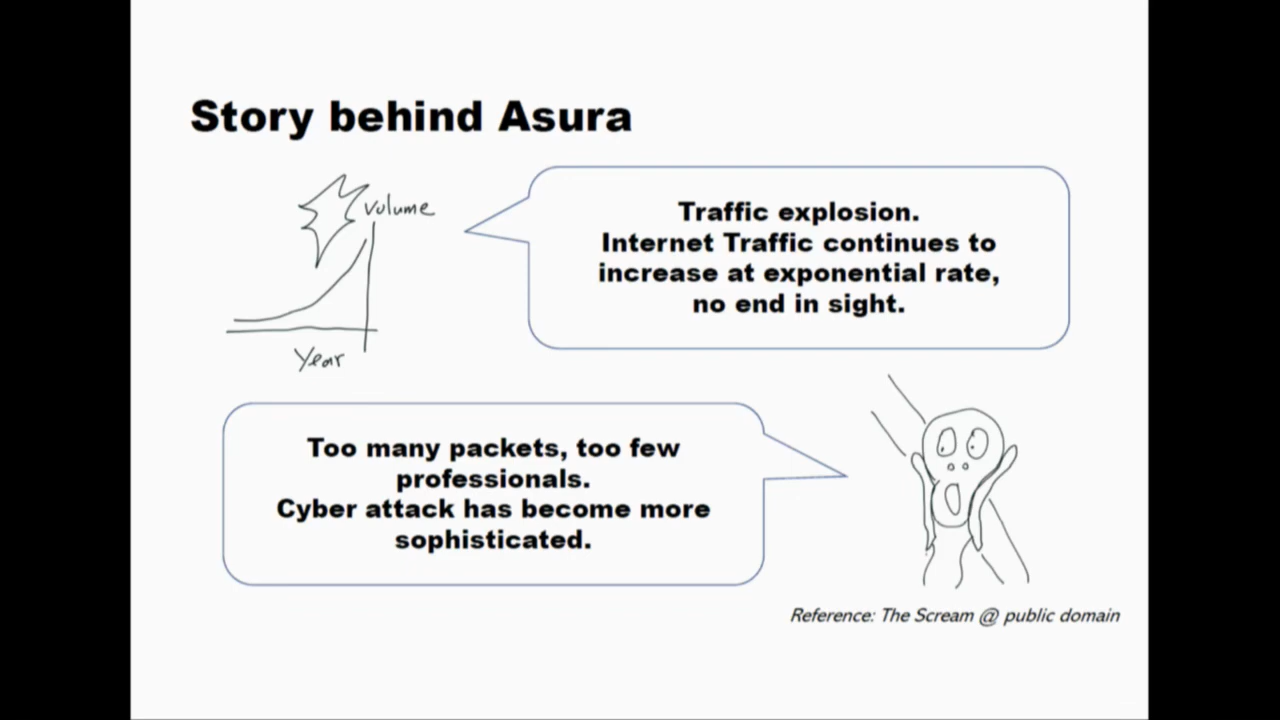 Story behind Asura
Volume
Year
Traffic explosion.
Internet Traffic continues to
increase at exponential rate,
no end in sight.
Too many packets, too few
professionals.
Cyber attack has become more
sophisticated.
Reference: The Scream @ public domain